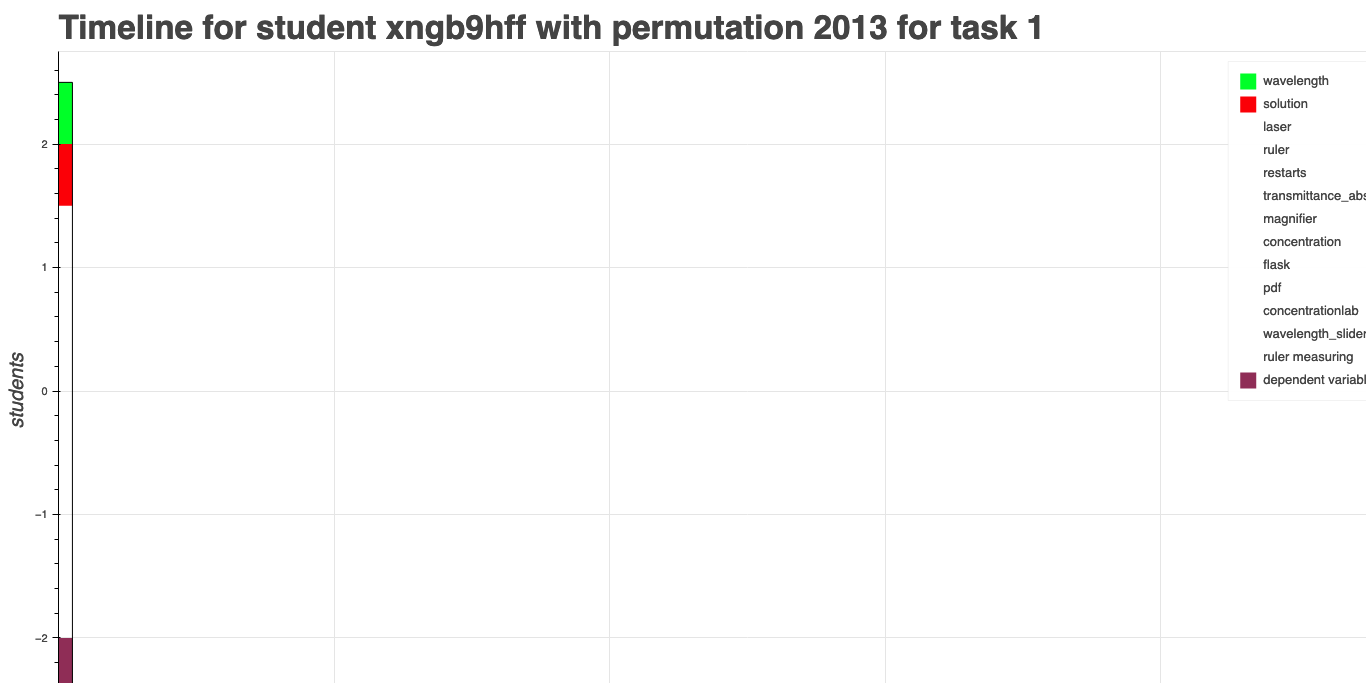 Timeline for student xngb9hff with permutation 2013 for task 1
wavelength
solution
laser
ruler
restarts
transmittance_abs
magnifier
concentration
flask
pdf
concentrationlab
wavelength_slider
ruler measuring
dependent variabl
2
1
0
−1
−2
students